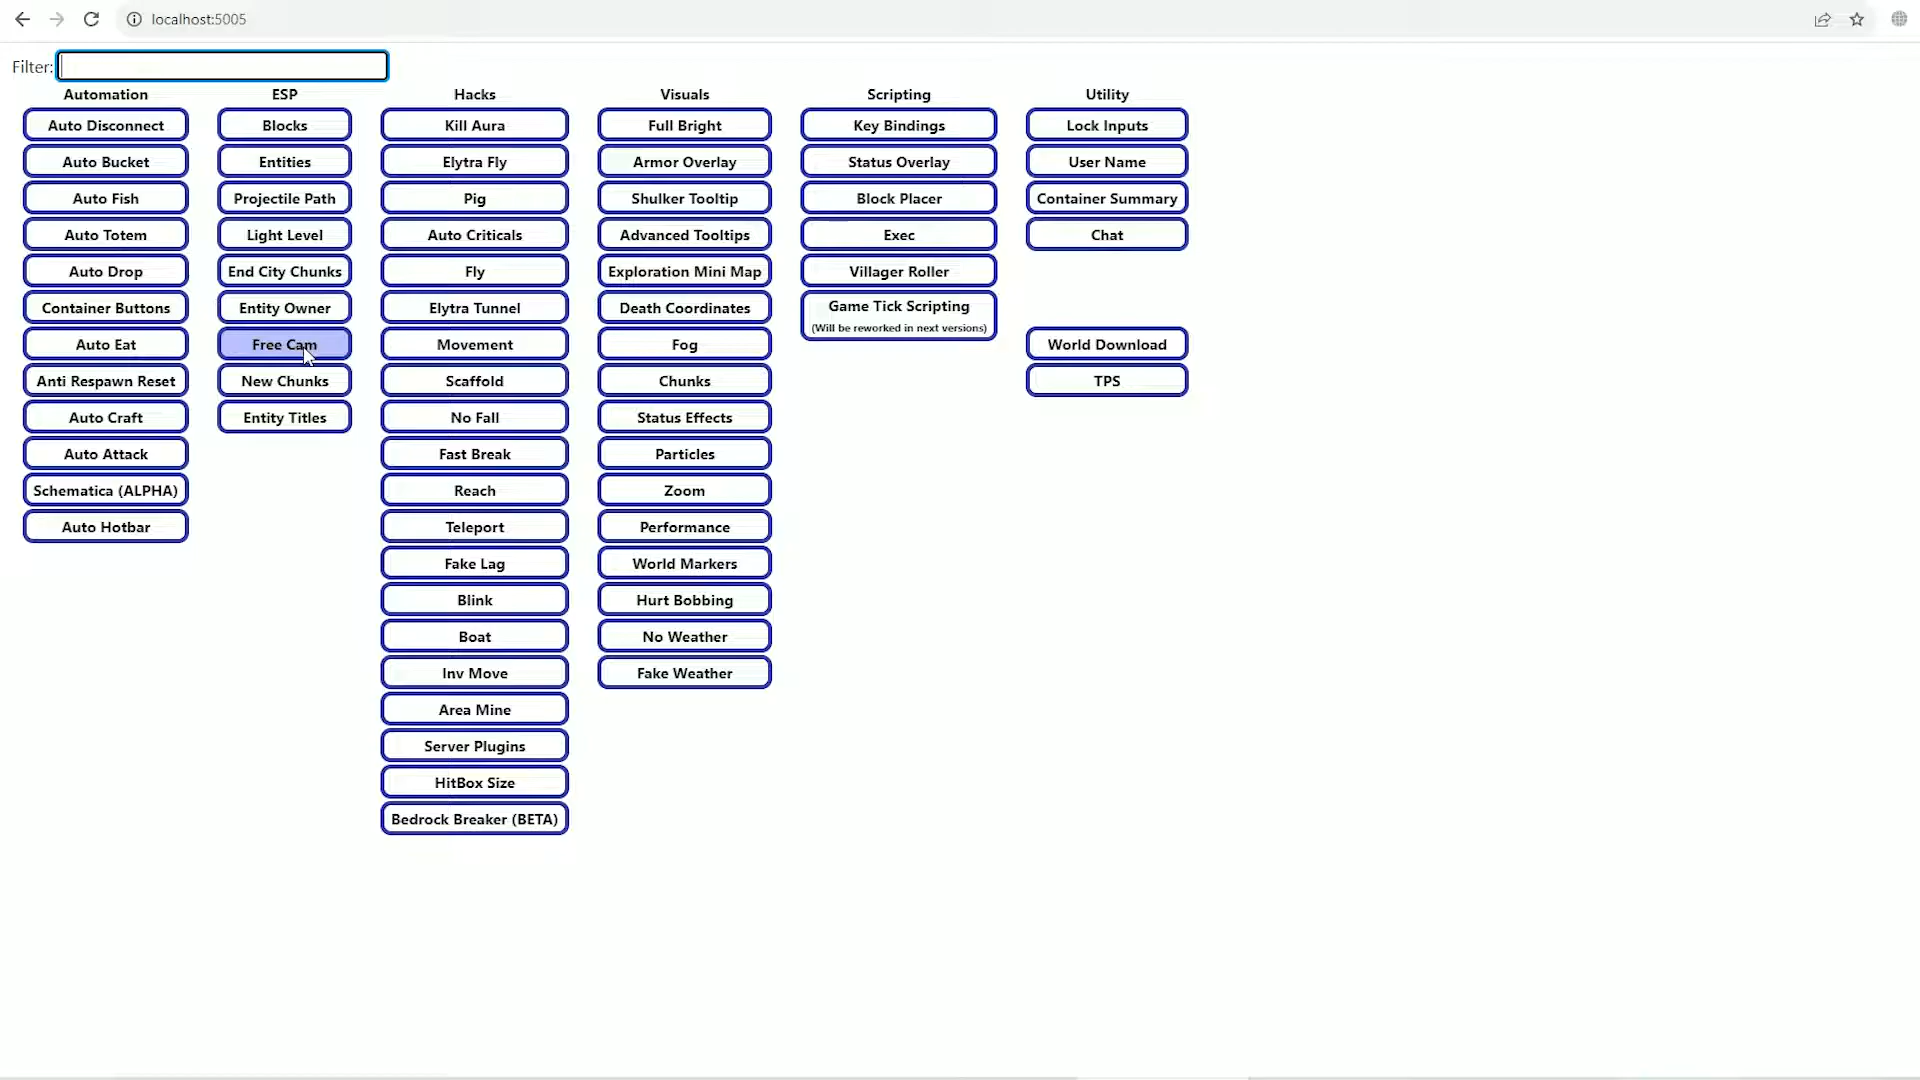 localhost:5005
Filter:
Automation
Auto Disconnect
Auto Bucket
Auto Fish
Auto Totem
Auto Drop
Container Buttons
Auto Eat
Anti Respawn Reset
Auto Craft
Auto Attack
Schematica (ALPHA)
Auto Hotbar
ESP
Blocks
Entities
Projectile Path
Light Level
End City Chunks
Entity Owner
Free Cam
New Chunks
Entity Titles
Hacks
Kill Aura
Elytra Fly
Pig
Auto Criticals
Fly
Elytra Tunnel
Movement
Scaffold
No Fall
Fast Break
Reach
Teleport
Fake Lag
Blink
Boat
Inv Move
Area Mine
Server Plugins
HitBox Size
Bedrock Breaker (BETA)
Visuals
Full Bright
Armor Overlay
Shulker Tooltip
Advanced Tooltips
Exploration Mini Map
Death Coordinates
Fog
Chunks
Status Effects
Particles
Zoom
Performance
World Markers
Hurt Bobbing
No Weather
Fake Weather
Scripting
Key Bindings
Status Overlay
Block Placer
Exec
Villager Roller
Game Tick Scripting
(Will be reworked in next versions)
Utility
Lock Inputs
User Name
Container Summary
Chat
World Download
TPS